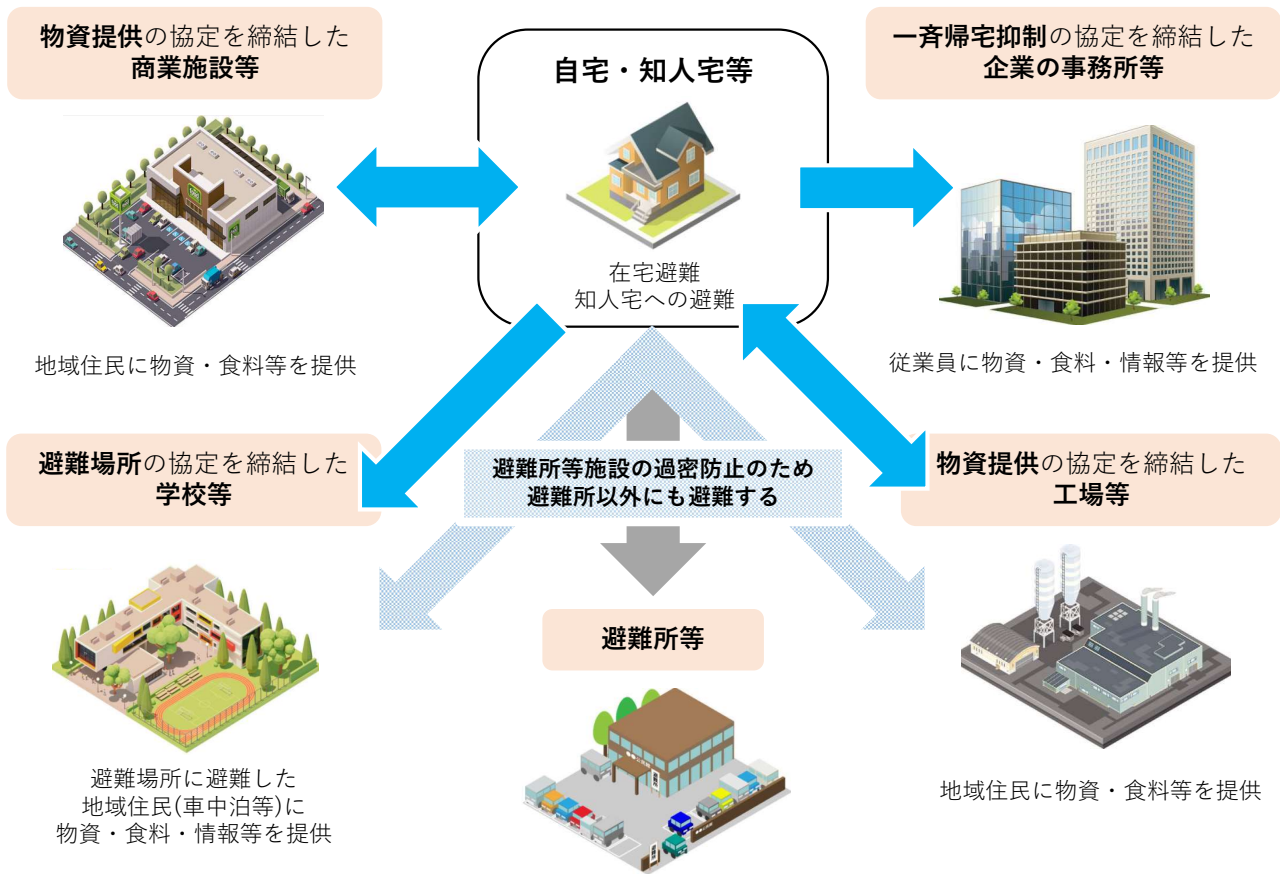 物資提供の協定を締結した
商業施設等
自宅・知人宅等
一斉帰宅抑制の協定を締結した
企業の事務所等
在宅避難
知人宅への避難
地域住民に物資・食料等を提供
従業員に物資・食料・情報等を提供
避難場所の協定を締結した
学校等
避難所等施設の過密防止のため
避難所以外にも避難する
物資提供の協定を締結した
工場等
避難所等
避難場所に避難した
地域住民(車中泊等)に
物資・食料・情報等を提供
地域住民に物資・食料等を提供